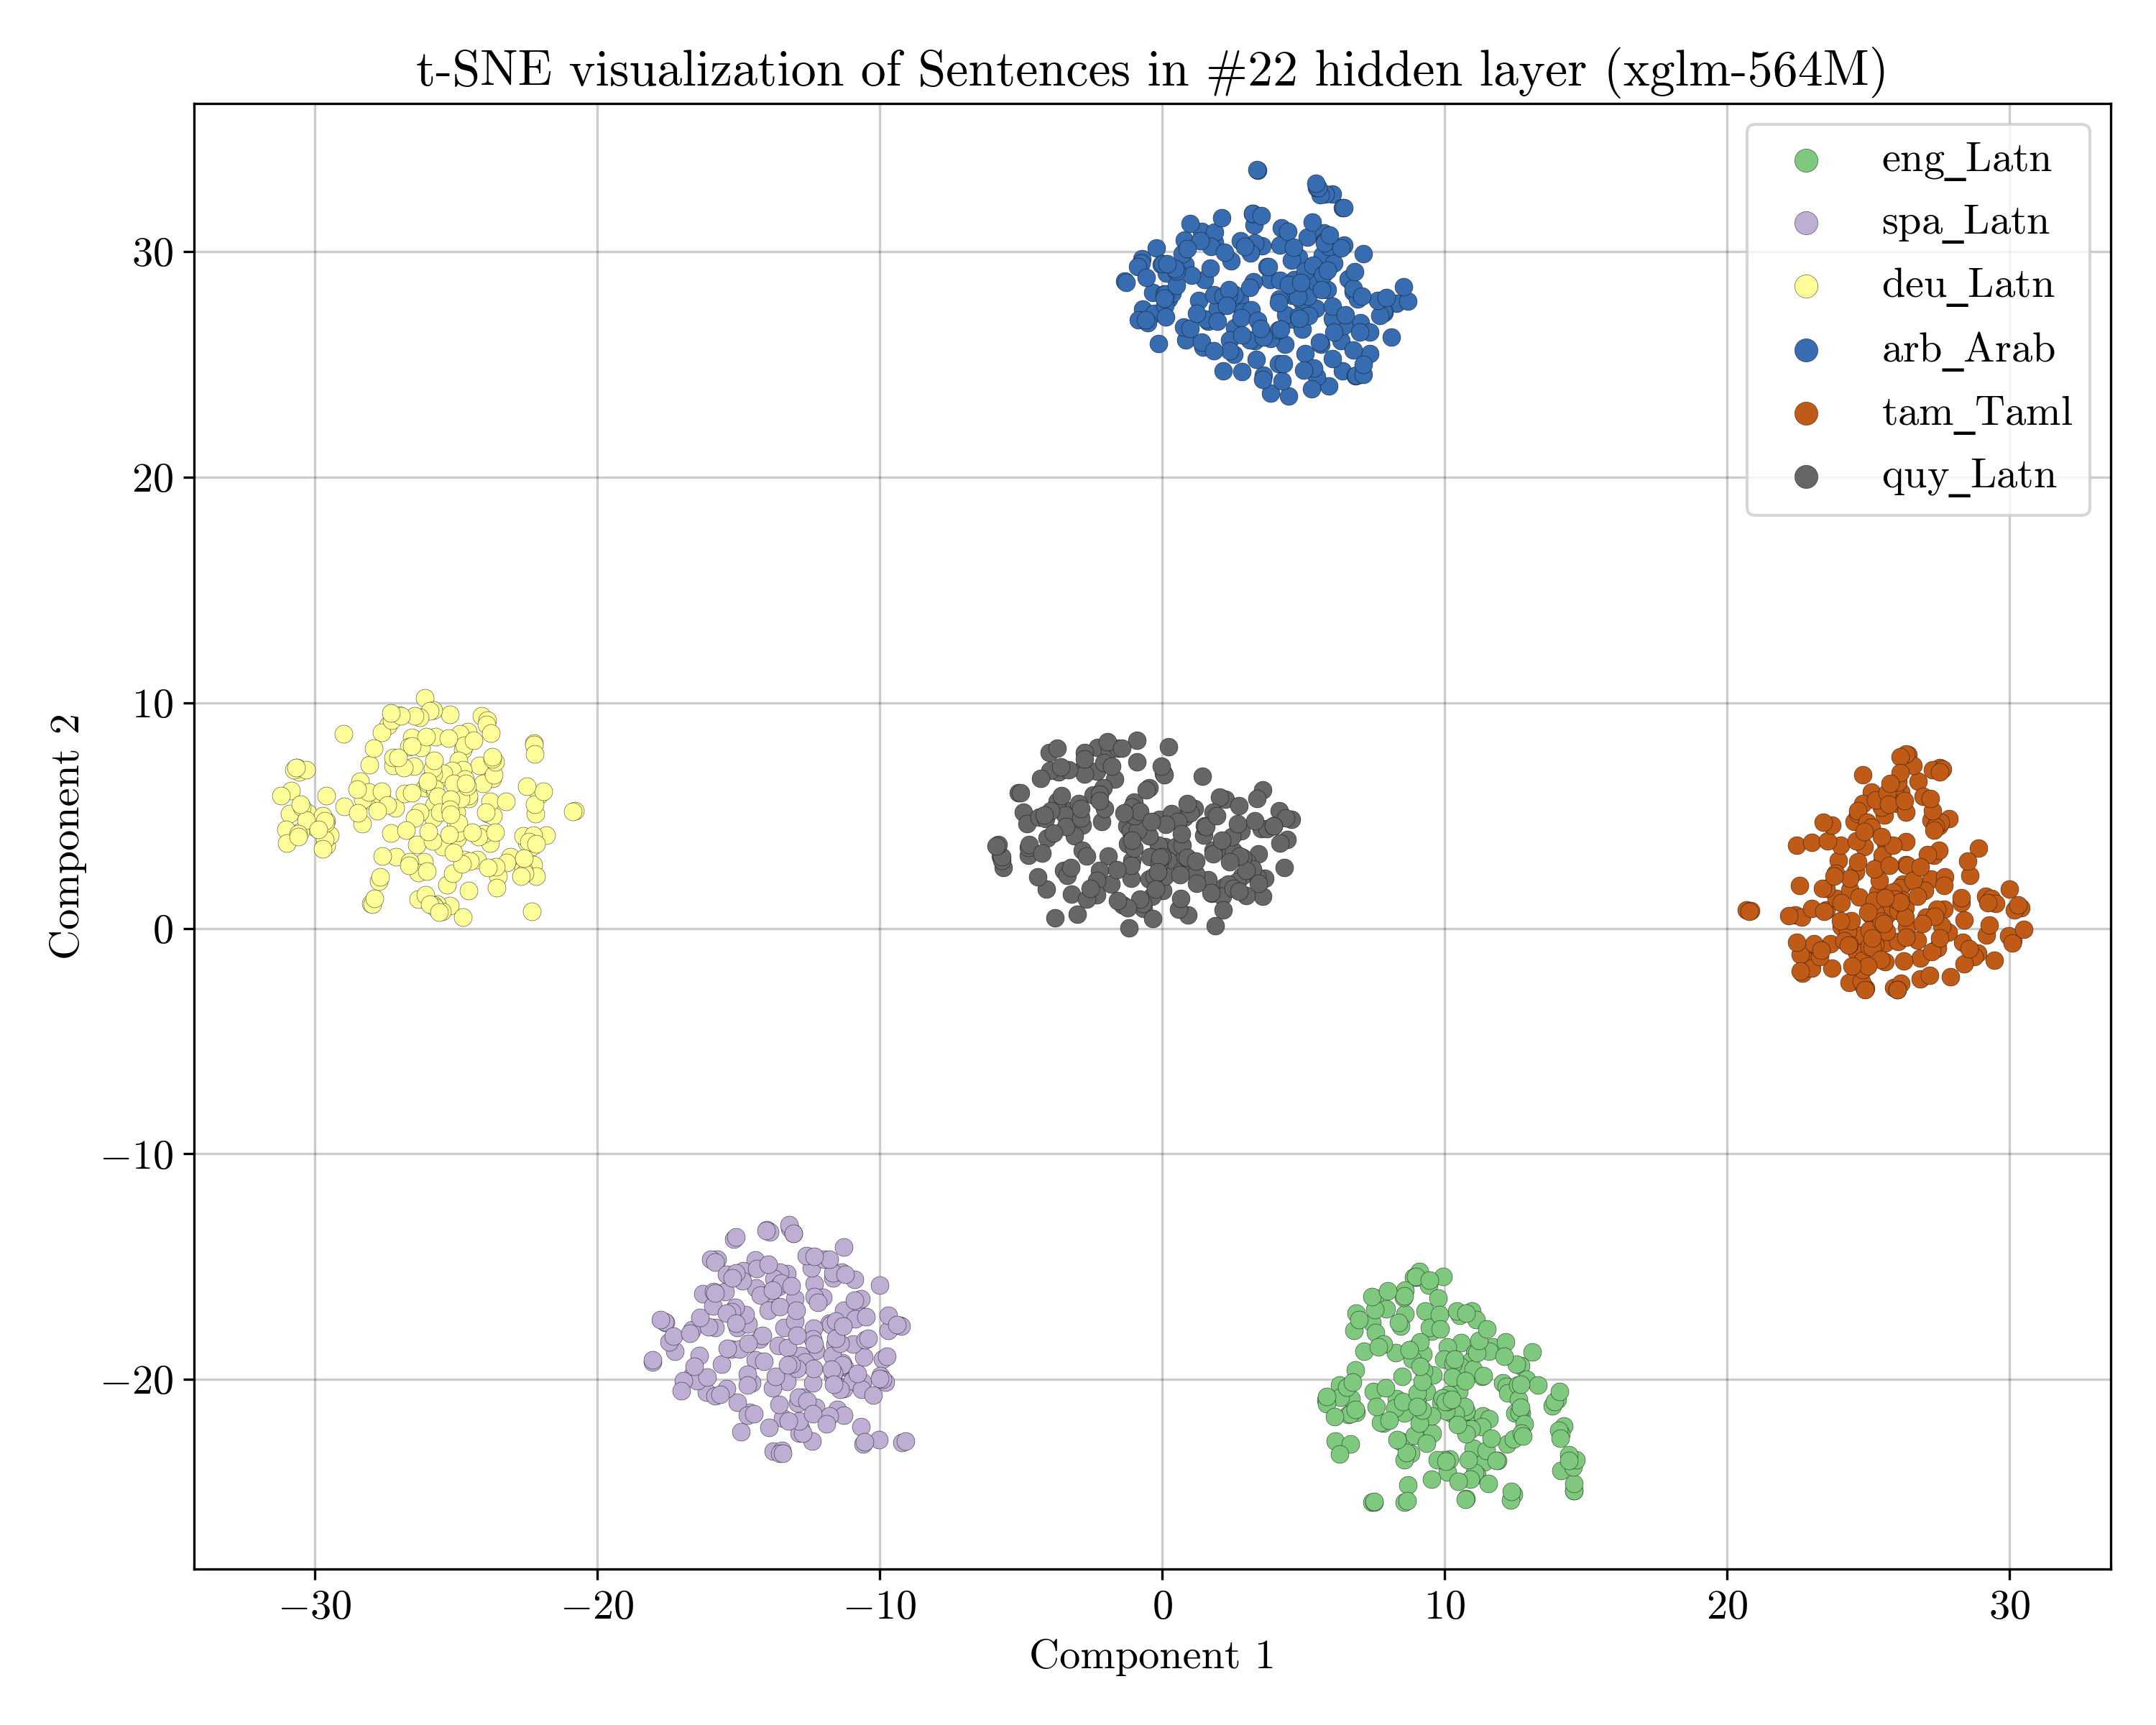 t-SNE visualization of Sentences in #22 hidden layer (xglm-564M)
eng_Latn
spa_Latn
deu_Latn
arb_Arab
tam_Taml
quy_Latn
Component 2
30
20
10
0
−10
−20
−30
−20
−10
0
10
20
30
Component 1